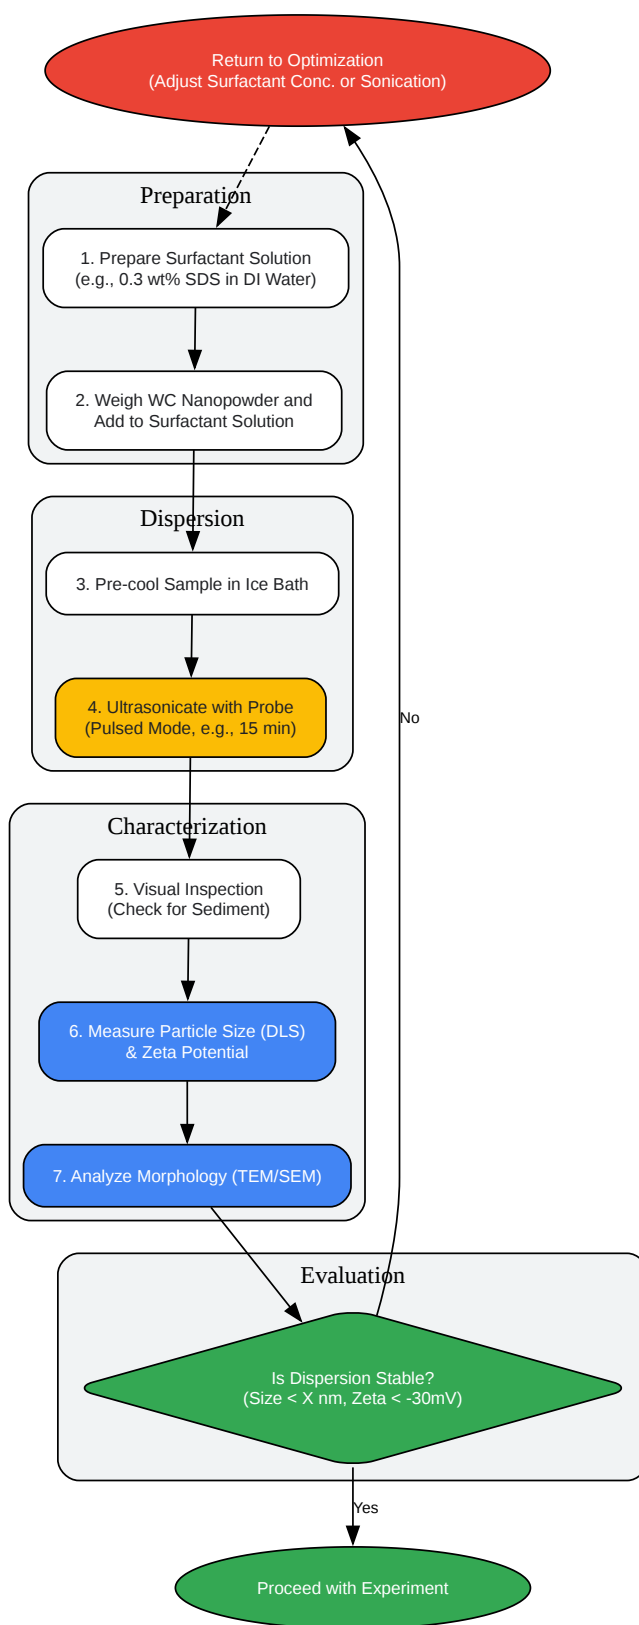 Return to Optimization
(Adjust Surfactant Conc. or Sonication)
Preparation
1. Prepare Surfactant Solution
(e.g., 0.3 wt% SDS in DI Water)
2. Weigh WC Nanopowder and
Add to Surfactant Solution
Dispersion
3. Pre-cool Sample in Ice Bath
4. Ultrasonicate with Probe
(Pulsed Mode, e.g., 15 min)
No
Characterization
5. Visual Inspection
(Check for Sediment)
6. Measure Particle Size (DLS)
& Zeta Potential
7. Analyze Morphology (TEM/SEM)
Evaluation
Is Dispersion Stable?
(Size < X nm, Zeta < -30mV)
Yes
Proceed with Experiment